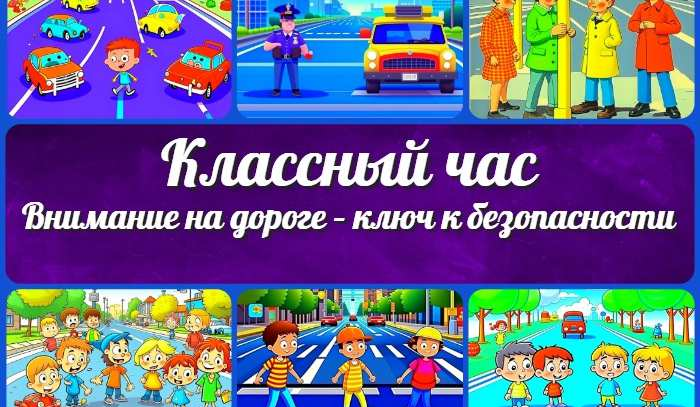 Классный час
Внимание на дороге – ключ к безопасности